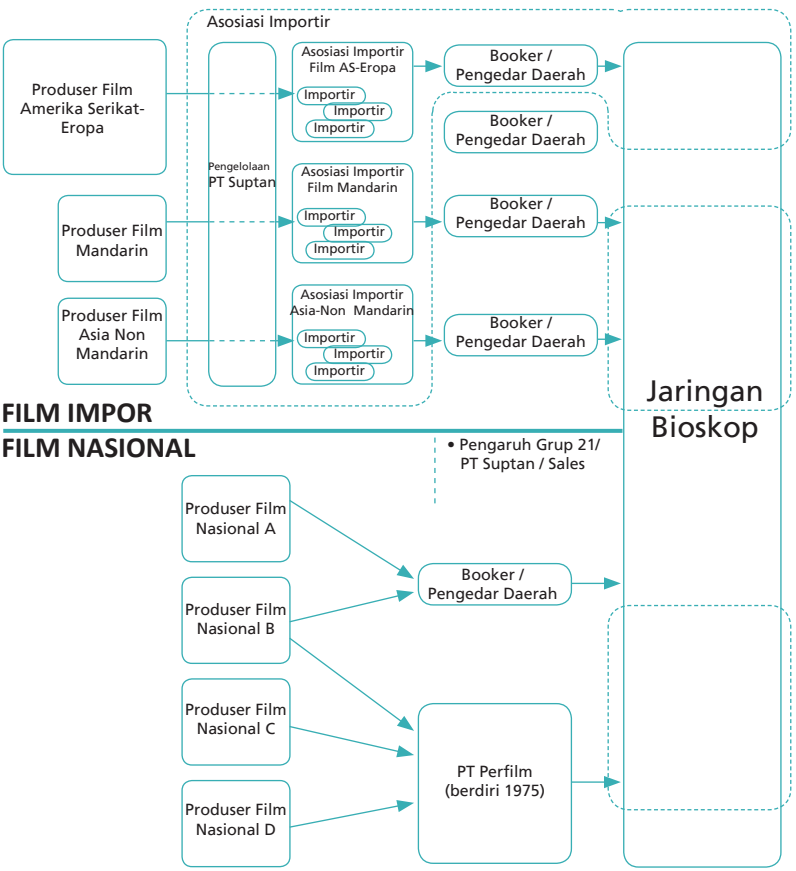 Asosiasi Importir
Produser Film
Amerika Serikat-
Eropa
Pengelolaan
PT Suptan
Asosiasi Importir
Film AS-Eropa
Importir
Importir
Importir
Booker /
Pengedar Daerah
Booker /
Pengedar Daerah
Produser Film
Mandarin
Asosiasi Importir
Film Mandarin
Importir
Importir
Importir
Booker /
Pengedar Daerah
Produser Film
Asia Non
Mandarin
Asosiasi Importir
Asia-Non Mandarin
Importir
Importir
Importir
Booker /
Pengedar Daerah
Jaringan
Bioskop
FILM IMPOR
FILM NASIONAL
• Pengaruh Grup 21/
PT Suptan / Sales
Produser Film
Nasional A
Produser Film
Nasional B
Booker /
Pengedar Daerah
Produser Film
Nasional C
PT Perfilm
(berdiri 1975)
Produser Film
Nasional D